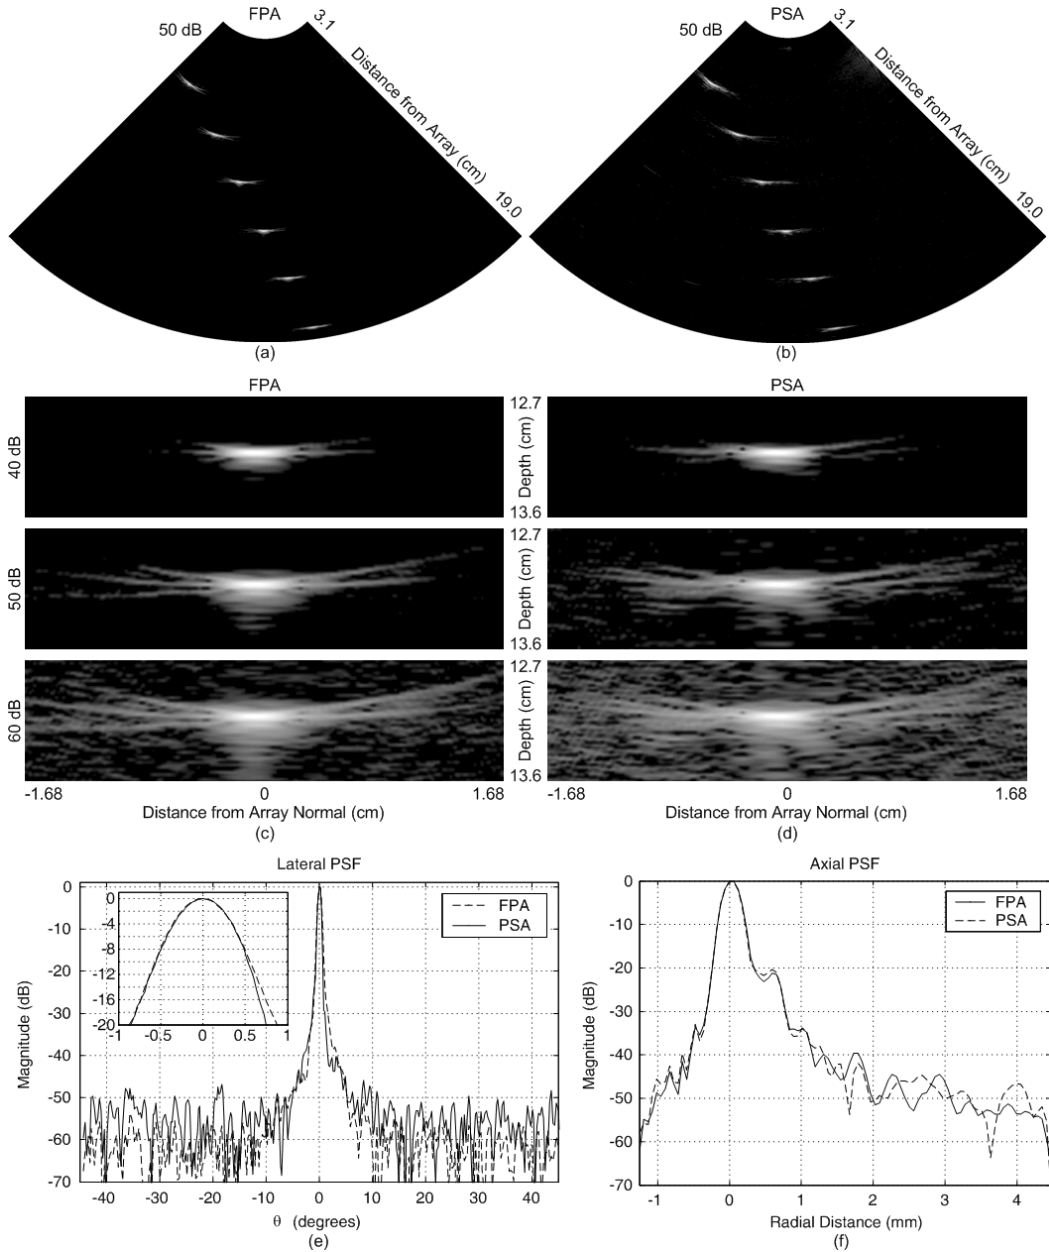 FPA
50 dB
3.1
Distance from Array (cm)
19.0
(a)
PSA
50 dB
3.1
Distance from Array (cm)
19.0
(b)
FPA
PSA
40 dB
12.7
Depth (cm)
13.6
50 dB
12.7
Depth (cm)
13.6
60 dB
12.7
Depth (cm)
13.6
-1.68
0
1.68
Distance from Array Normal (cm)
(c)
-1.68
0
1.68
Distance from Array Normal (cm)
(d)
Lateral PSF
0
-10
-20
-30
-40
-50
-60
-70
Magnitude (dB)
0
-4
-8
-12
-16
-20
-1 -0.5 0 0.5 1
FPA
PSA
-40 -30 -20 -10 0 10 20 30 40
θ (degrees)
(e)
Axial PSF
0
-10
-20
-30
-40
-50
-60
-70
Magnitude (dB)
FPA
PSA
-1 0 1 2 3 4
Radial Distance (mm)
(f)